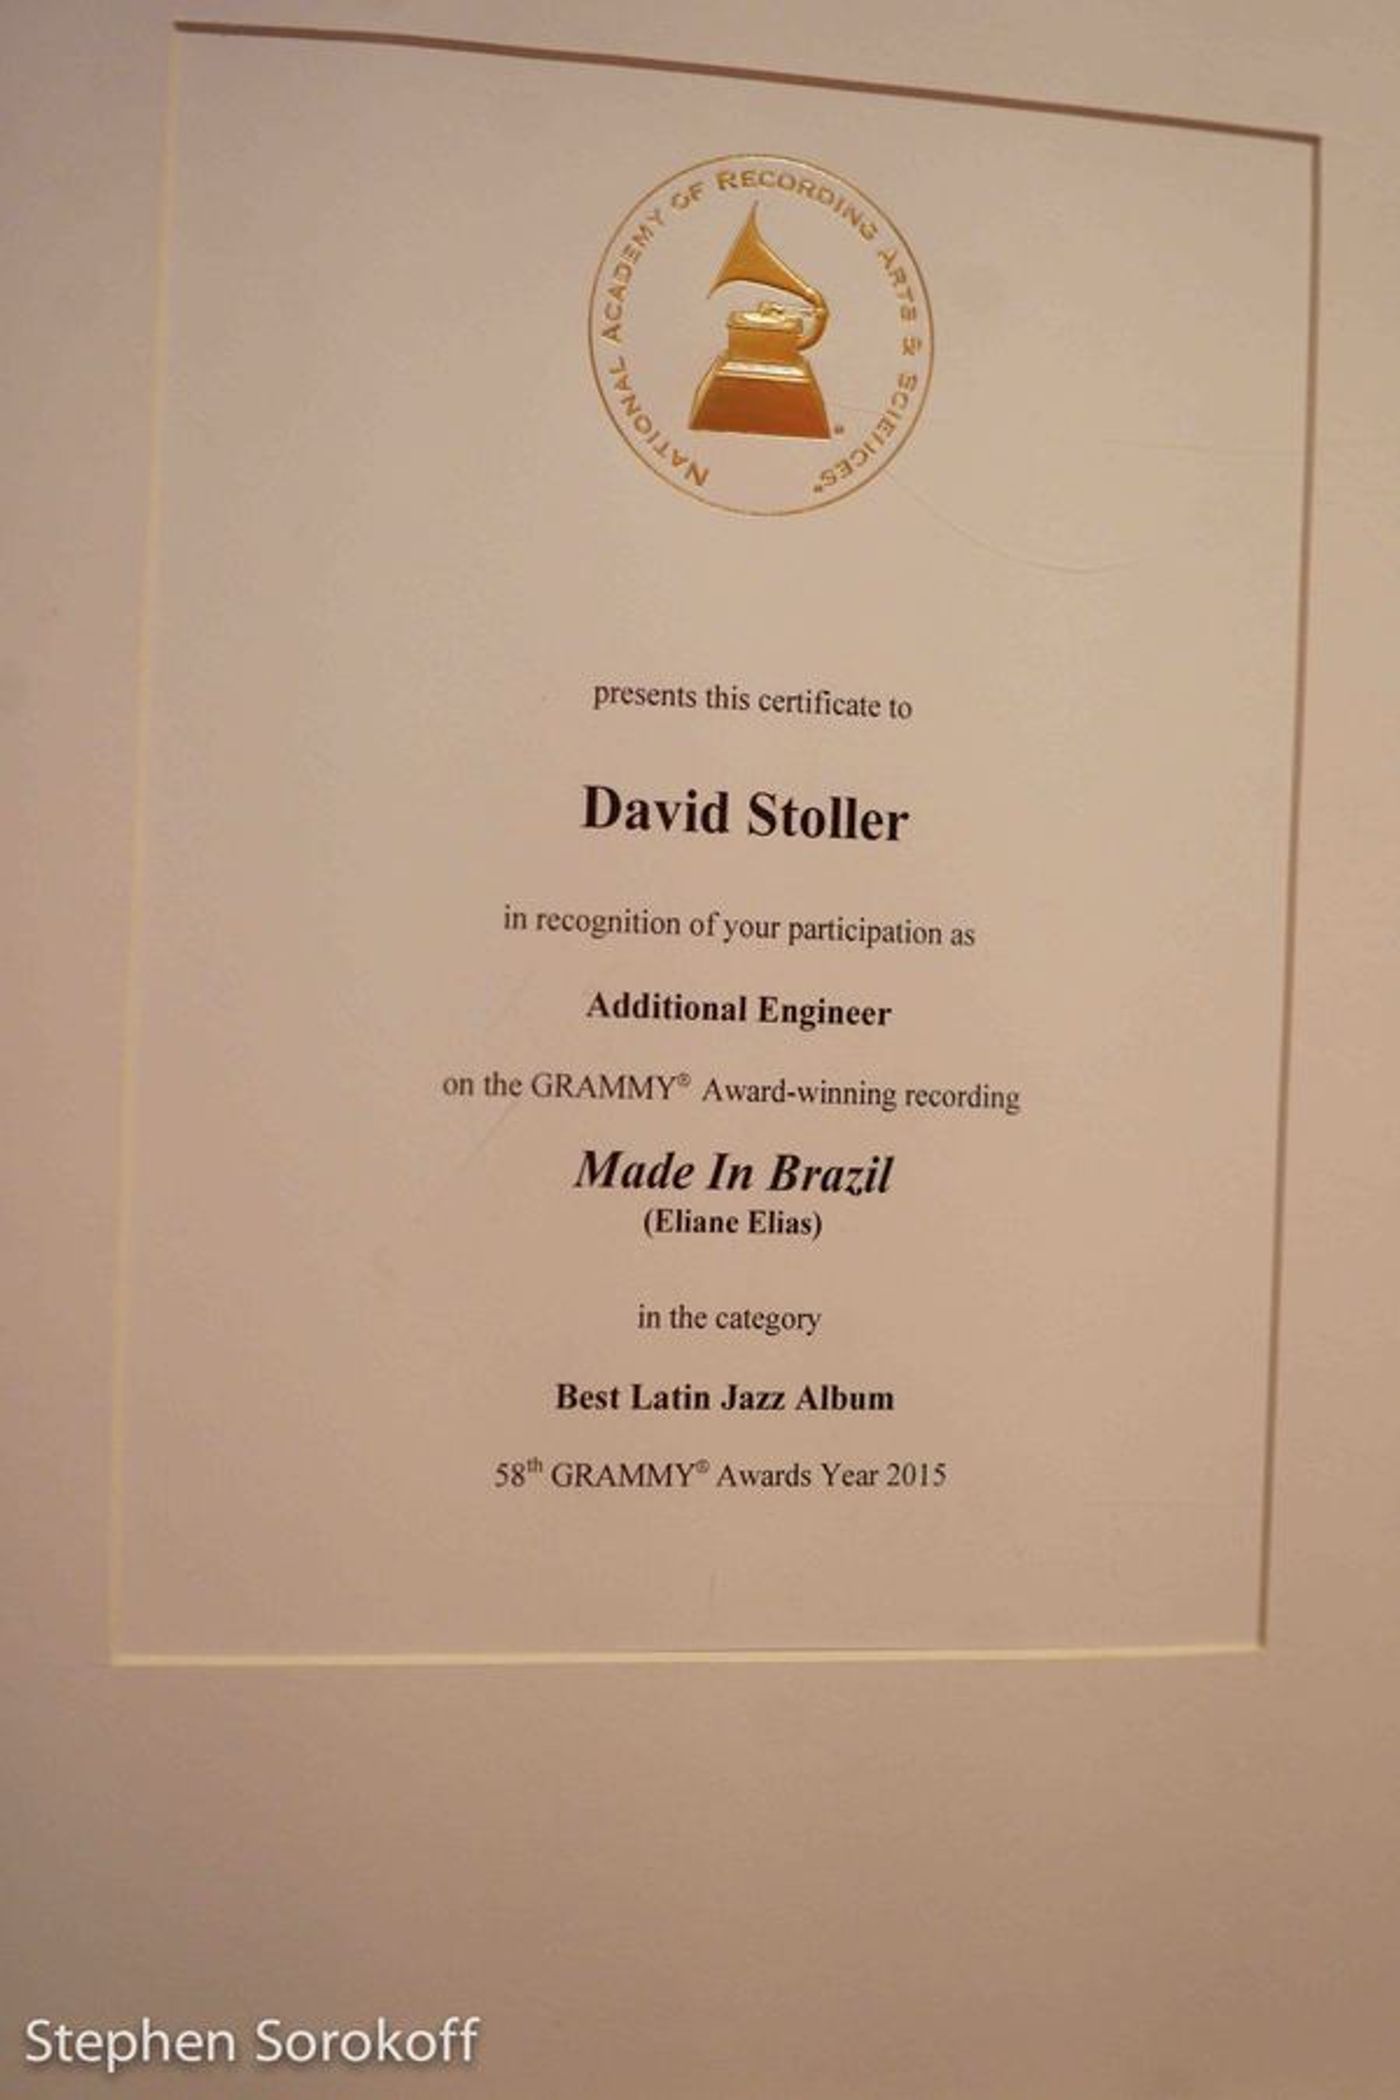 NATIONAL ACADEMY OF RECORDING ARTS & SCIENCES®
®
presents this certificate to
David Stoller
in recognition of your participation as
Additional Engineer
on the GRAMMY® Award-winning recording
Made In Brazil
(Eliane Elias)
in the category
Best Latin Jazz Album
58th GRAMMY® Awards Year 2015
Stephen Sorokoff